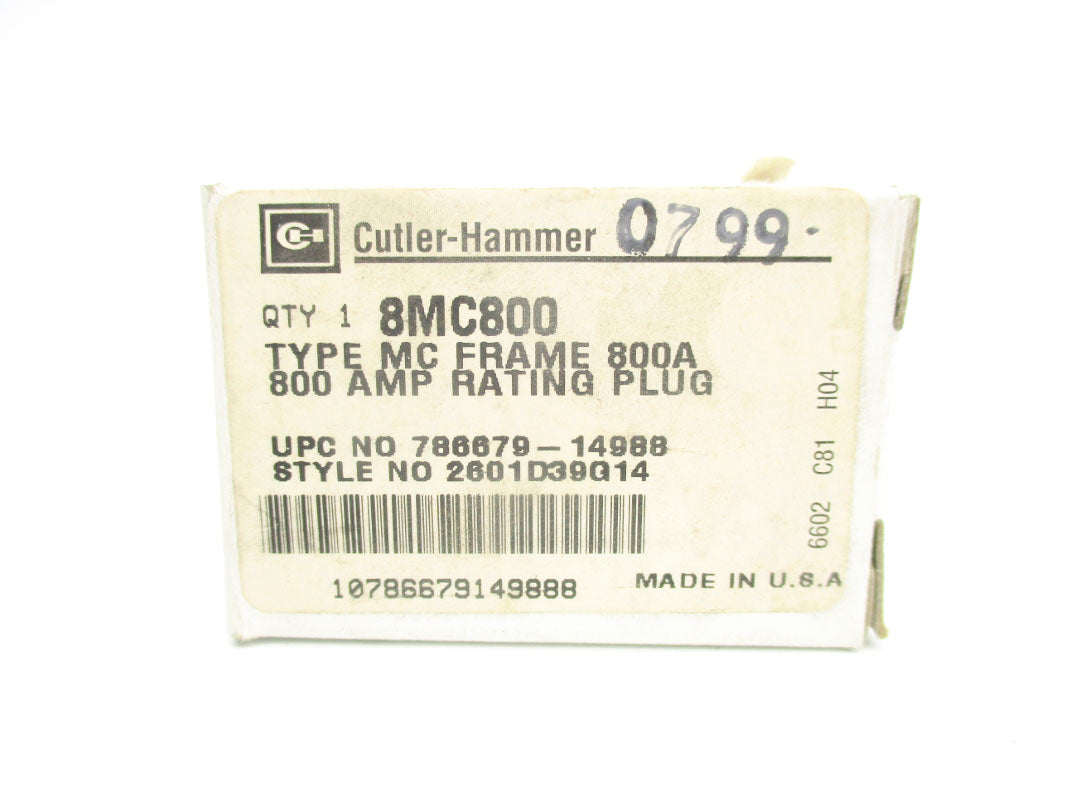 Cutler-Hammer 0799.
QTY 1 8MC800
TYPE MC FRAME 800A
800 AMP RATING PLUG
UPC NO 786679-14988
STYLE NO 2601D39G14
10786679149888
MADE IN U.S.A
6602 C81 H04